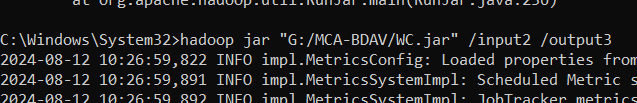 at org.apache.hadoop.util.RunJar.main(RunJar.java:236)
C:\Windows\System32>hadoop jar "G:/MCA-BDAV/WC.jar" /input2 /output3
2024-08-12 10:26:59,822 INFO impl.MetricsConfig: Loaded properties from
2024-08-12 10:26:59,891 INFO impl.MetricsSystemImpl: Scheduled Metric s
2024-08-12 10:26:59,892 INFO impl.MetricsSystemImpl: JobTracker metrics